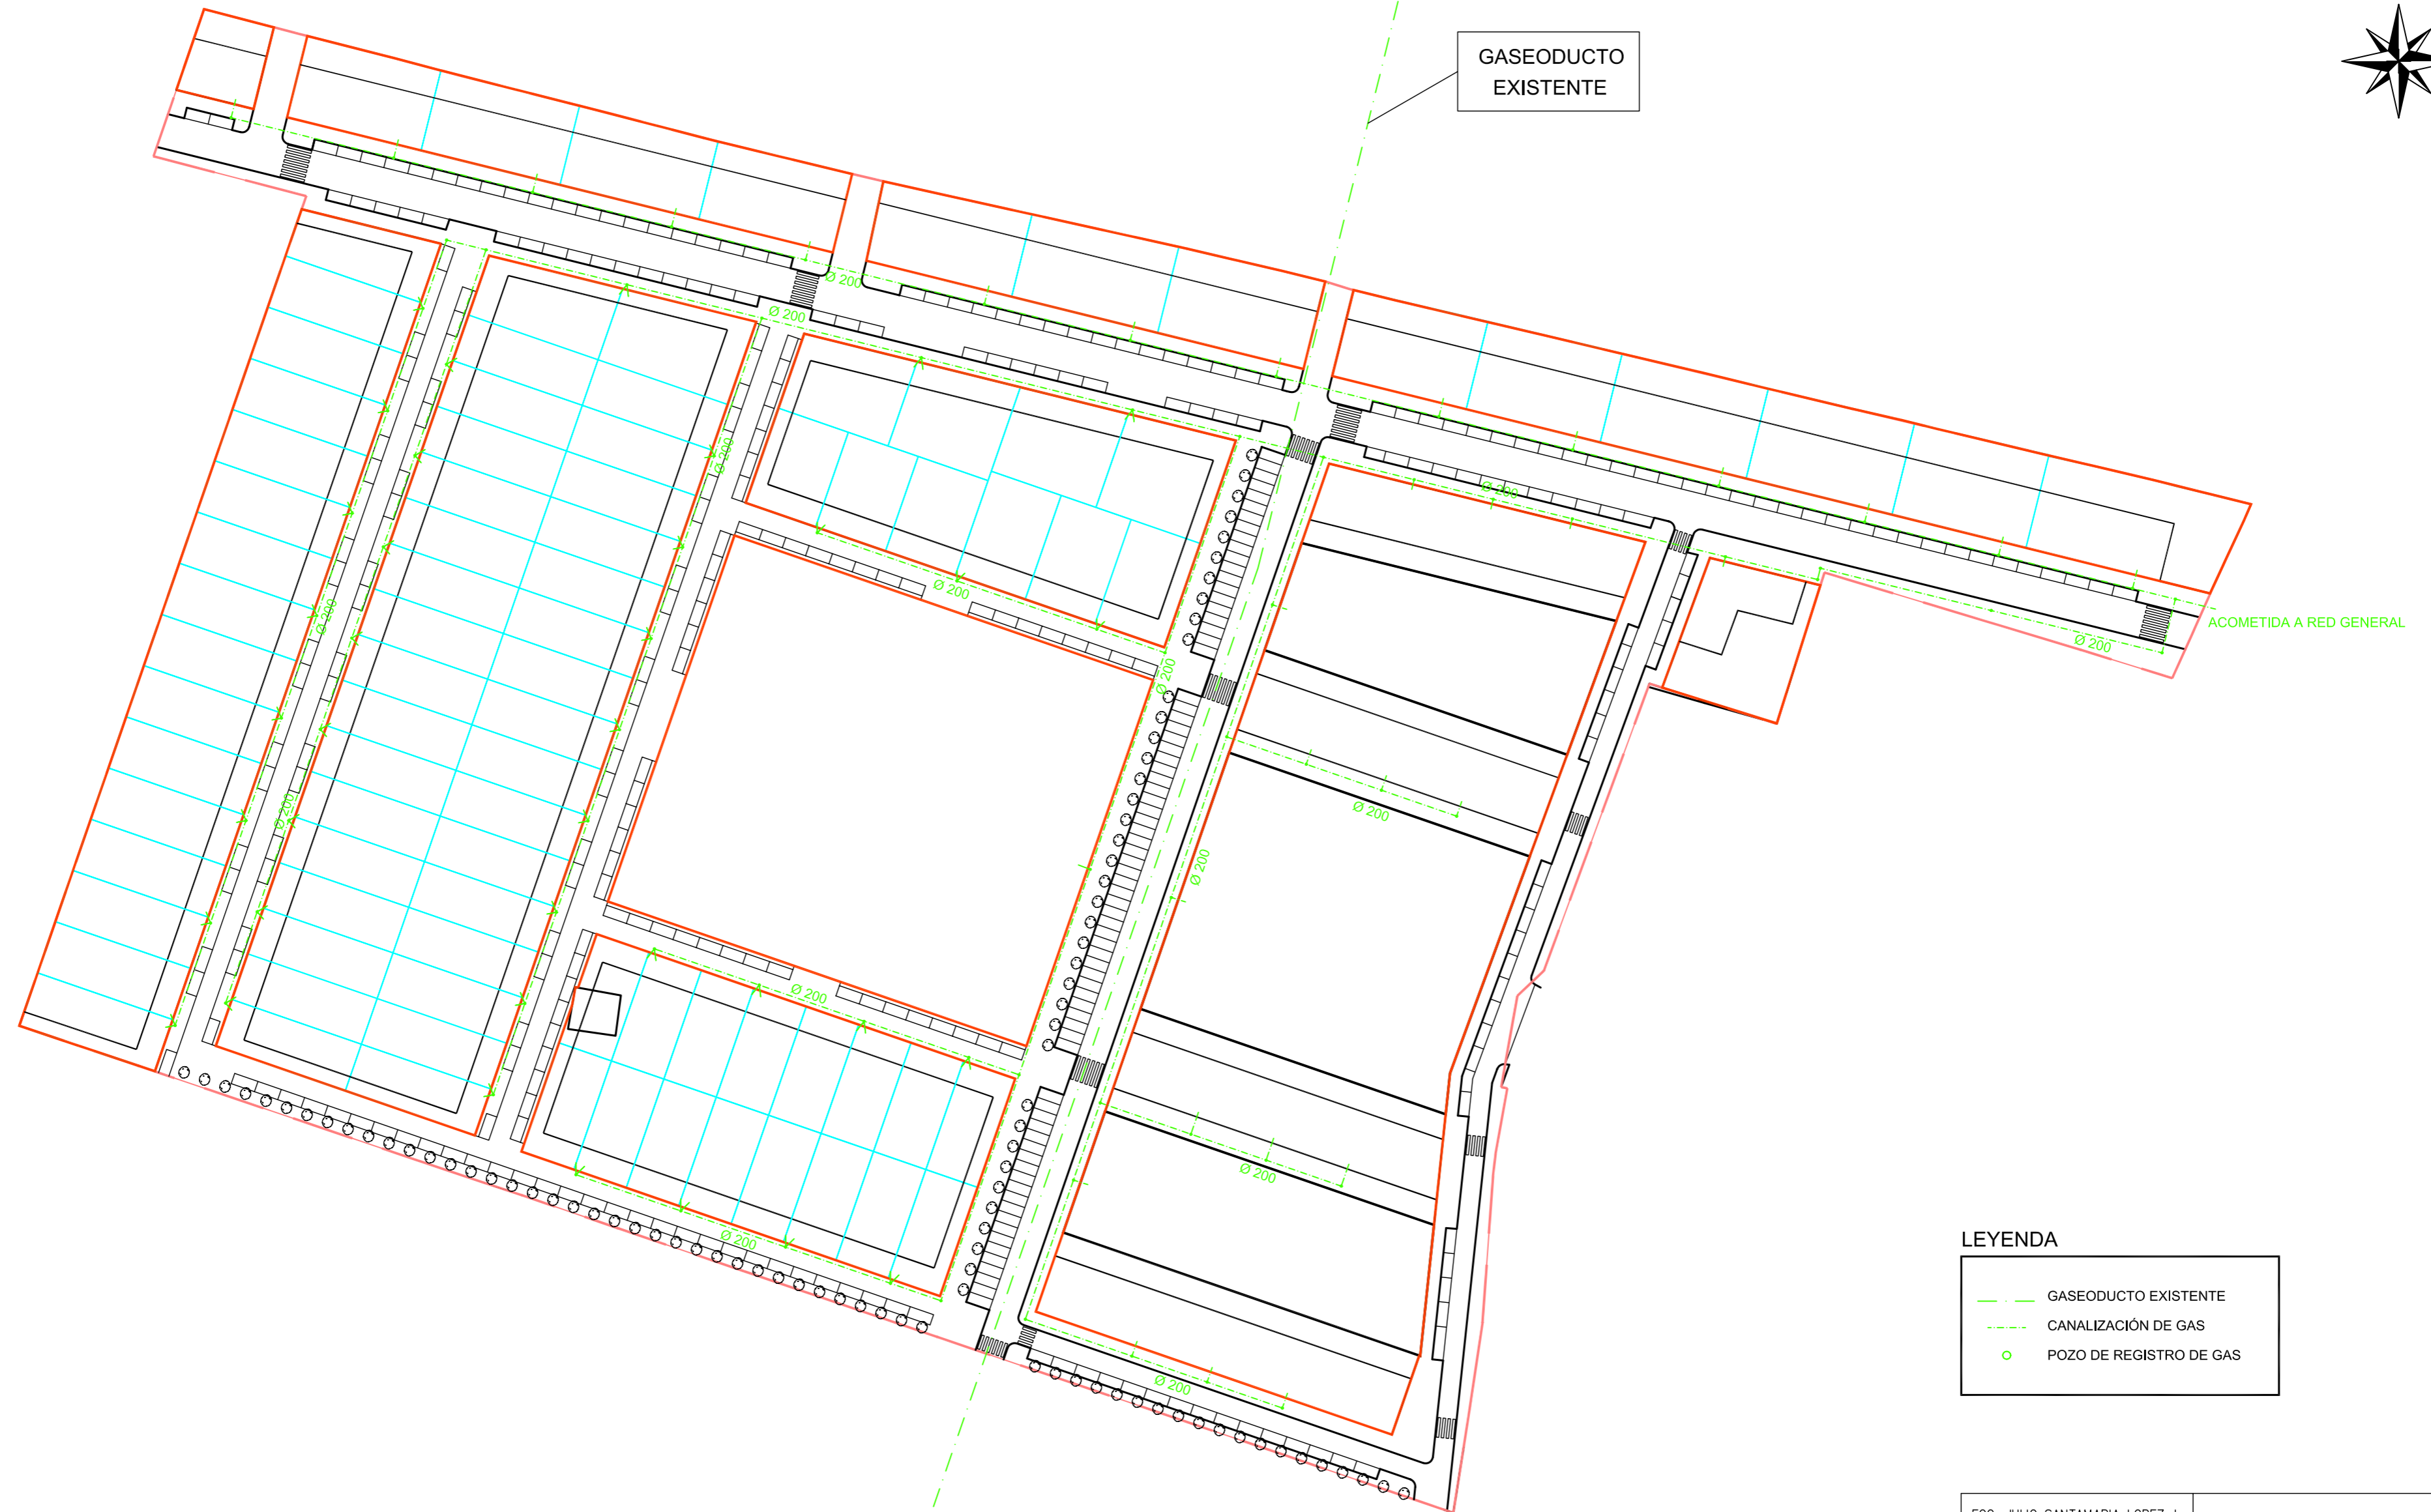 GASEODUCTO
EXISTENTE
Ø 200
Ø 200
Ø 200
Ø 200
Ø 200
Ø 200
Ø 200
ACOMETIDA A RED GENERAL
Ø 200
Ø 200
Ø 200
Ø 200
Ø 200
Ø 200
Ø 200
Ø 200
Ø 200
LEYENDA
GASEODUCTO EXISTENTE
CANALIZACIÓN DE GAS
POZO DE REGISTRO DE GAS